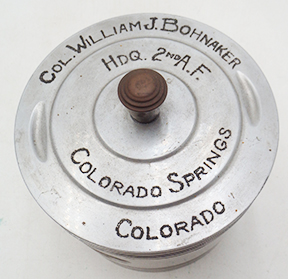 COL. WILLIAM J. BOHNAKER
HDQ. 2ND A.F.
COLORADO SPRINGS
COLORADO